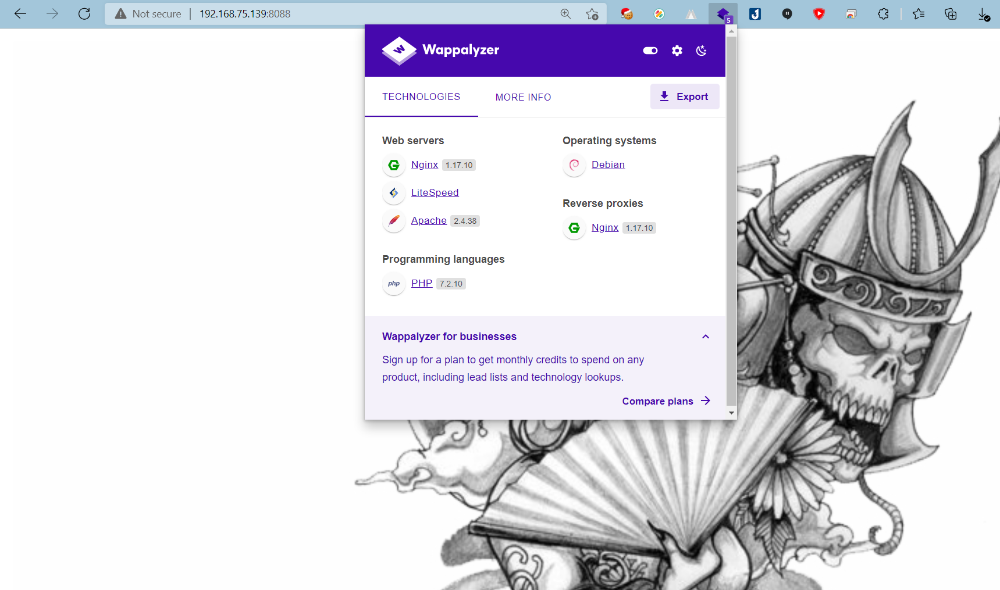 Not secure | 192.168.75.139:8088
5
W Wappalyzer
TECHNOLOGIES
MORE INFO
Export
Web servers
Nginx 1.17.10
LiteSpeed
Apache 2.4.38
Programming languages
php PHP 7.2.10
Operating systems
Debian
Reverse proxies
Nginx 1.17.10
Wappalyzer for businesses
Sign up for a plan to get monthly credits to spend on any
product, including lead lists and technology lookups.
Compare plans